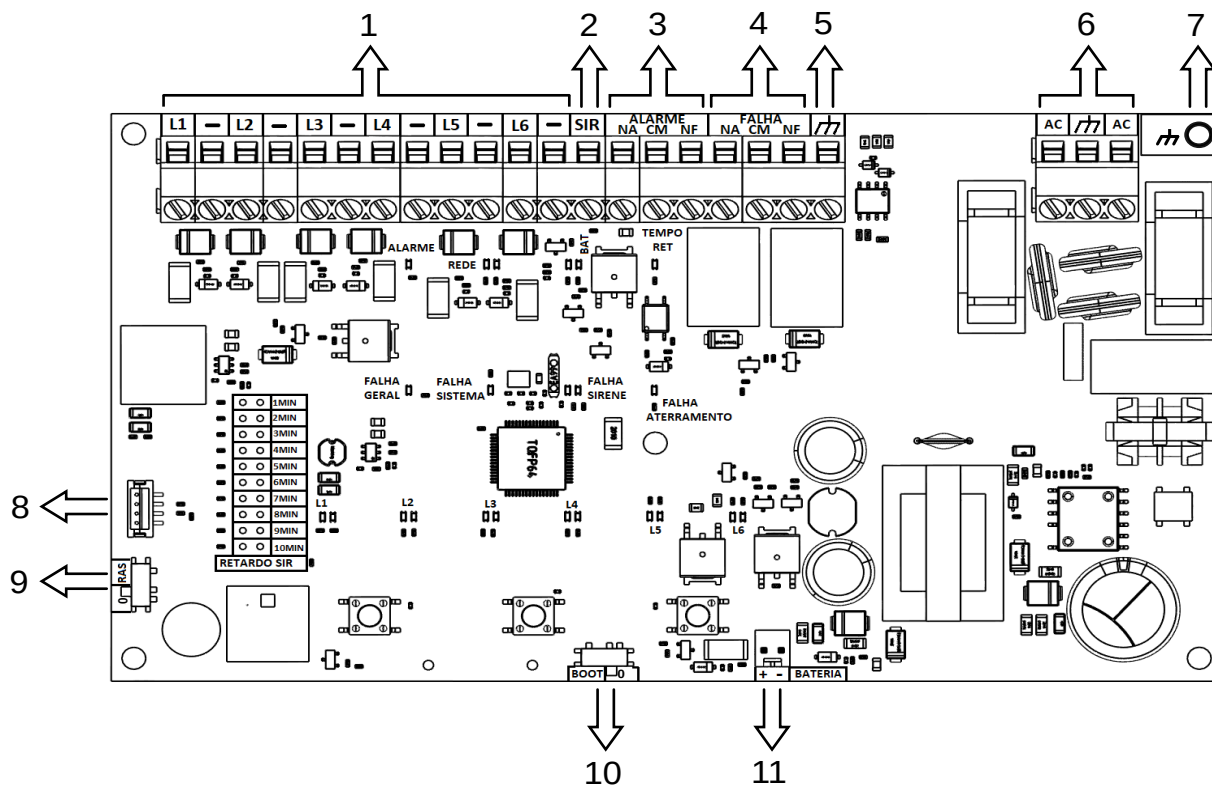 1 2 3 4 5 6 7
ALARME FALHA
L1 − L2 − L3 − L4 − L5 − L6 − SIR NA CM NF NA CM NF AC AC
BAT
TEMPO
RET
ALARME
REDE
FALHA
GERAL
FALHA
SISTEMA
FALHA
SIRENE
FALHA
ATERRAMENTO
1MIN
2MIN
3MIN
4MIN
5MIN
6MIN
7MIN
8MIN
9MIN
10MIN
RETARDO SIR
TQFP64
L1 L2 L3 L4 L5 L6
8
9
RAS
0
BOOT 0
+ - BATERIA
10 11